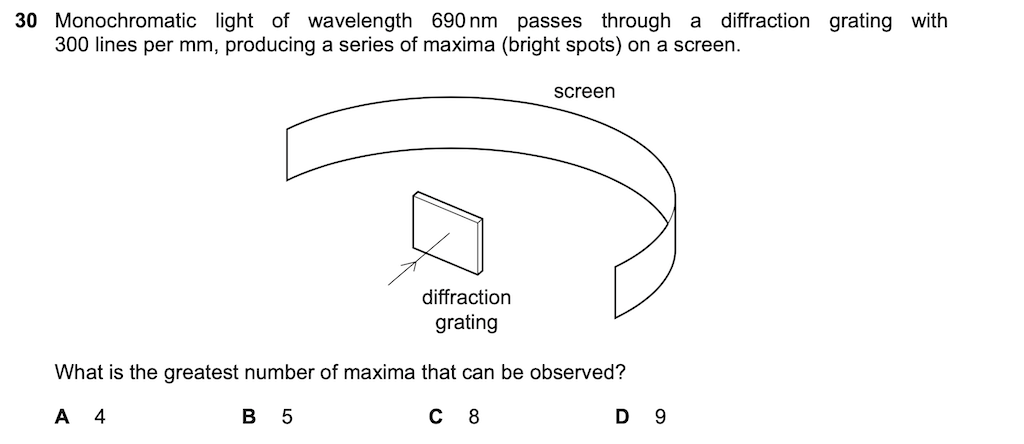 30 Monochromatic light of wavelength 690 nm passes through a diffraction grating with
300 lines per mm, producing a series of maxima (bright spots) on a screen.
screen
diffraction
grating
What is the greatest number of maxima that can be observed?
A 4 B 5 C 8 D 9